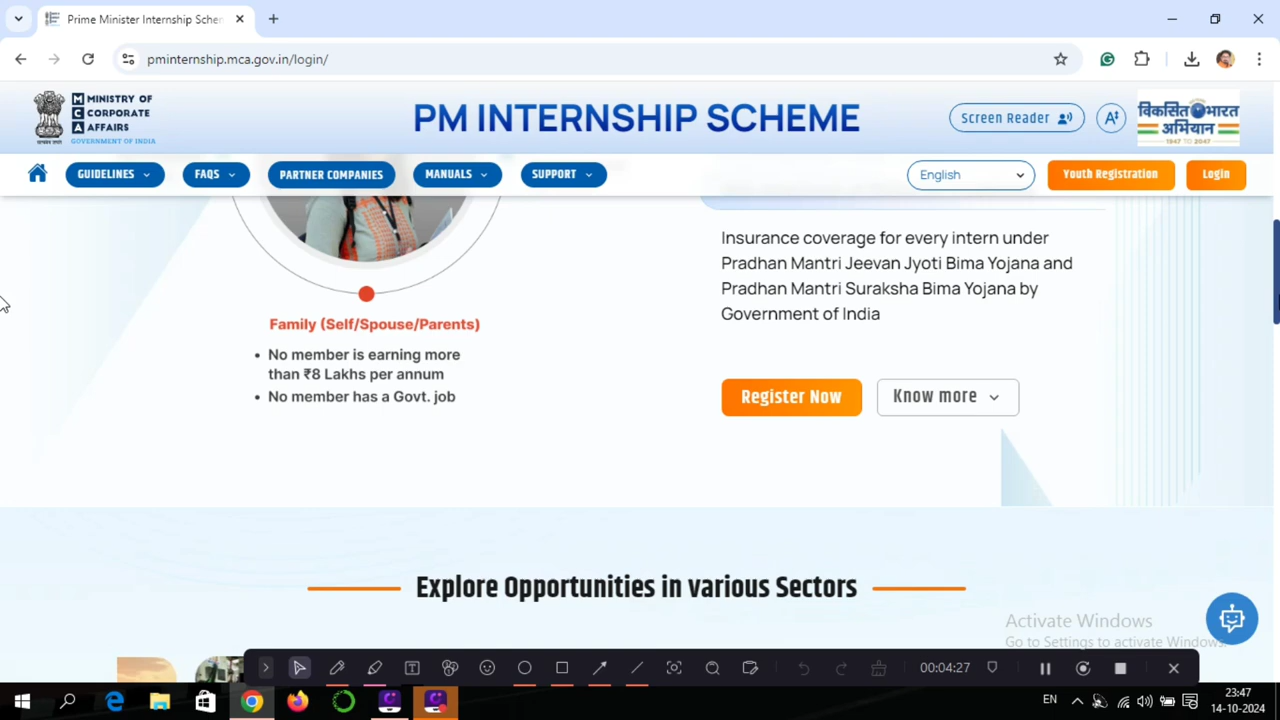 Prime Minister Internship Scher
pminternship.mca.gov.in/login/
MINISTRY OF
CORPORATE
AFFAIRS
GOVERNMENT OF INDIA
PM INTERNSHIP SCHEME
Screen Reader
A
विकसित भारत
अभियान
1947 TO 2047
GUIDELINES
FAQS
PARTNER COMPANIES
MANUALS
SUPPORT
English
Youth Registration
Login
Insurance coverage for every intern under
Pradhan Mantri Jeevan Jyoti Bima Yojana and
Pradhan Mantri Suraksha Bima Yojana by
Government of India
Family (Self/Spouse/Parents)
• No member is earning more
than ₹8 Lakhs per annum
• No member has a Govt. job
Register Now
Know more
Explore Opportunities in various Sectors
Activate Windows
Go to Settings to activate Windows.
00:04:27
EN
23:47
14-10-2024